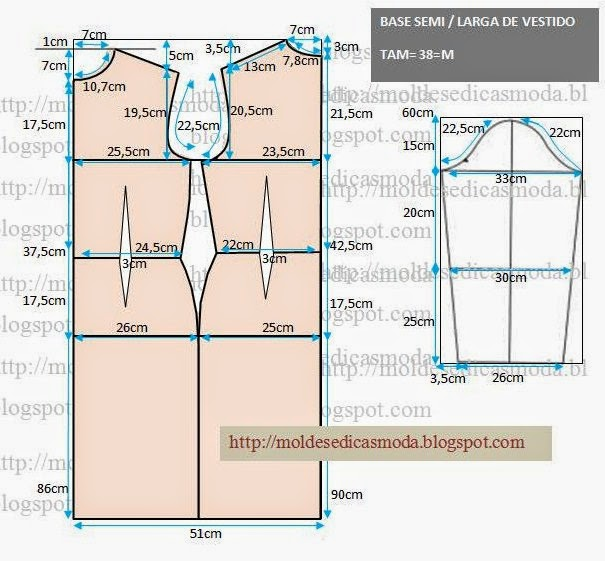 BASE SEMI / LARGA DE VESTIDO
TAM= 38=M
7cm
1cm
7cm
10,7cm
5cm
3,5cm
7cm
3cm
7,8cm
13cm
19,5cm
22,5cm
20,5cm
17,5cm
21,5cm
25,5cm
23,5cm
37,5cm
24,5cm
3cm
22cm
3cm
42,5cm
17,5cm
17,5cm
26cm
25cm
86cm
90cm
51cm
60cm
22,5cm
22cm
15cm
33cm
20cm
30cm
25cm
3,5cm
26cm
http://moldesedicasmoda.blogspot.com